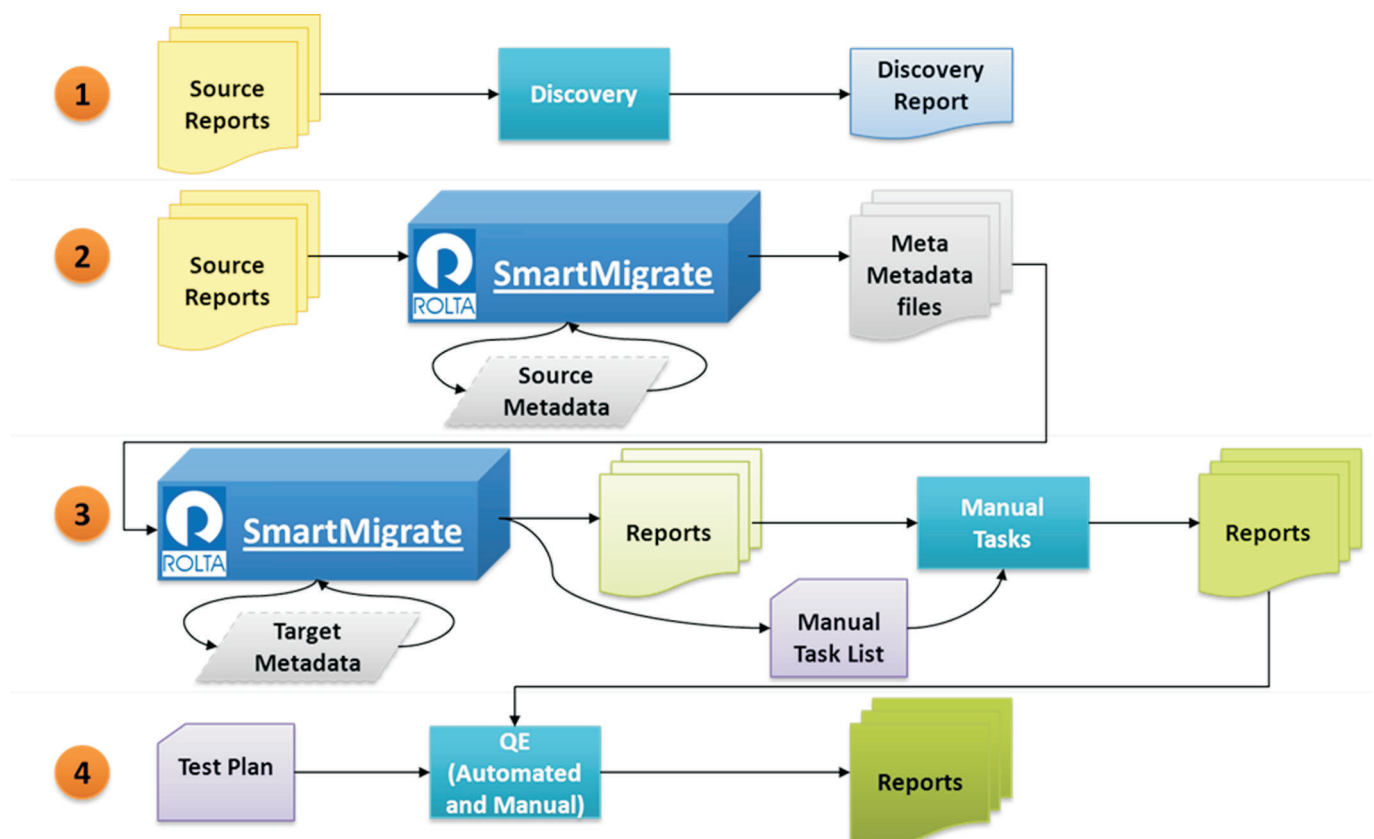 1
Source
Reports
Discovery
Discovery
Report
2
Source
Reports
ROLTA
SmartMigrate
Meta
Metadata
files
Source
Metadata
3
ROLTA
SmartMigrate
Reports
Manual
Tasks
Reports
Target
Metadata
Manual
Task List
4
Test Plan
QE
(Automated
and Manual)
Reports